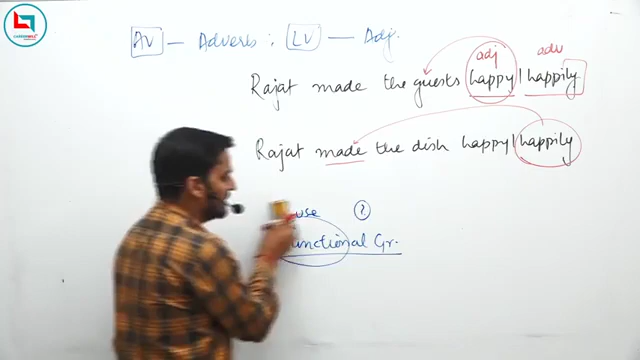 AV — Adverbs : LV — Adj.
adj adv
Rajat made the guests happy / happily
Rajat made the dish happy / happily
use ?
Functional Gr.